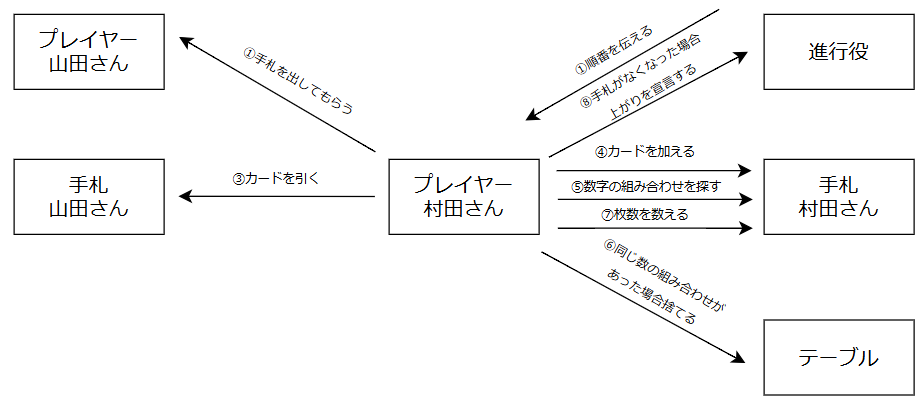 プレイヤー
山田さん
①手札を出してもらう
①順番を伝える
⑧手札がなくなった場合
上がりを宣言する
進行役
手札
山田さん
③カードを引く
プレイヤー
村田さん
④カードを加える
⑤数字の組み合わせを探す
⑦枚数を数える
手札
村田さん
⑥同じ数の組み合わせが
あった場合捨てる
テーブル